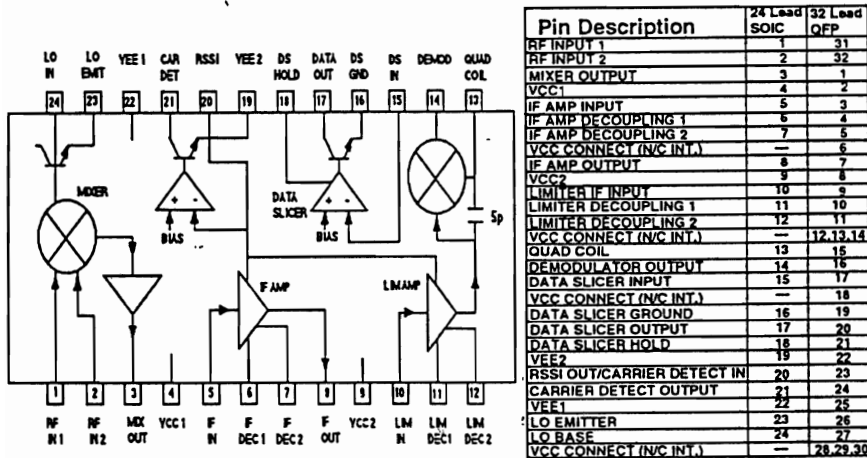 LO IN LO EMIT VEE1 CAR DET RSSI VEE2 DS HOLD DATA OUT DS GND DS IN DEMOD QUAD COIL
24 23 22 21 20 19 18 17 16 15 14 13
MIXER
BIAS
DATA SLICER
BIAS
5p
IF AMP
LIM AMP
1 2 3 4 5 6 7 8 9 10 11 12
RF IN1 RF IN2 MIX OUT VCC1 IF IN IF DEC1 IF DEC2 IF OUT VCC2 LIM IN LIM DEC1 LIM DEC2
Pin Description 24 Lead SOIC 32 Lead QFP
RF INPUT 1 1 31
RF INPUT 2 2 32
MIXER OUTPUT 3 1
VCC1 4 2
IF AMP INPUT 5 3
IF AMP DECOUPLING 1 6 4
IF AMP DECOUPLING 2 7 5
VCC CONNECT (N/C INT.) — 6
IF AMP OUTPUT 8 7
VCC2 9 8
LIMITER IF INPUT 10 9
LIMITER DECOUPLING 1 11 10
LIMITER DECOUPLING 2 12 11
VCC CONNECT (N/C INT.) — 12,13,14
QUAD COIL 13 15
DEMODULATOR OUTPUT 14 16
DATA SLICER INPUT 15 17
VCC CONNECT (N/C INT.) — 18
DATA SLICER GROUND 16 19
DATA SLICER OUTPUT 17 20
DATA SLICER HOLD 18 21
VEE2 19 22
RSSI OUT/CARRIER DETECT IN 20 23
CARRIER DETECT OUTPUT 21 24
VEE1 22 25
LO EMITTER 23 26
LO BASE 24 27
VCC CONNECT (N/C INT.) — 28,29,30